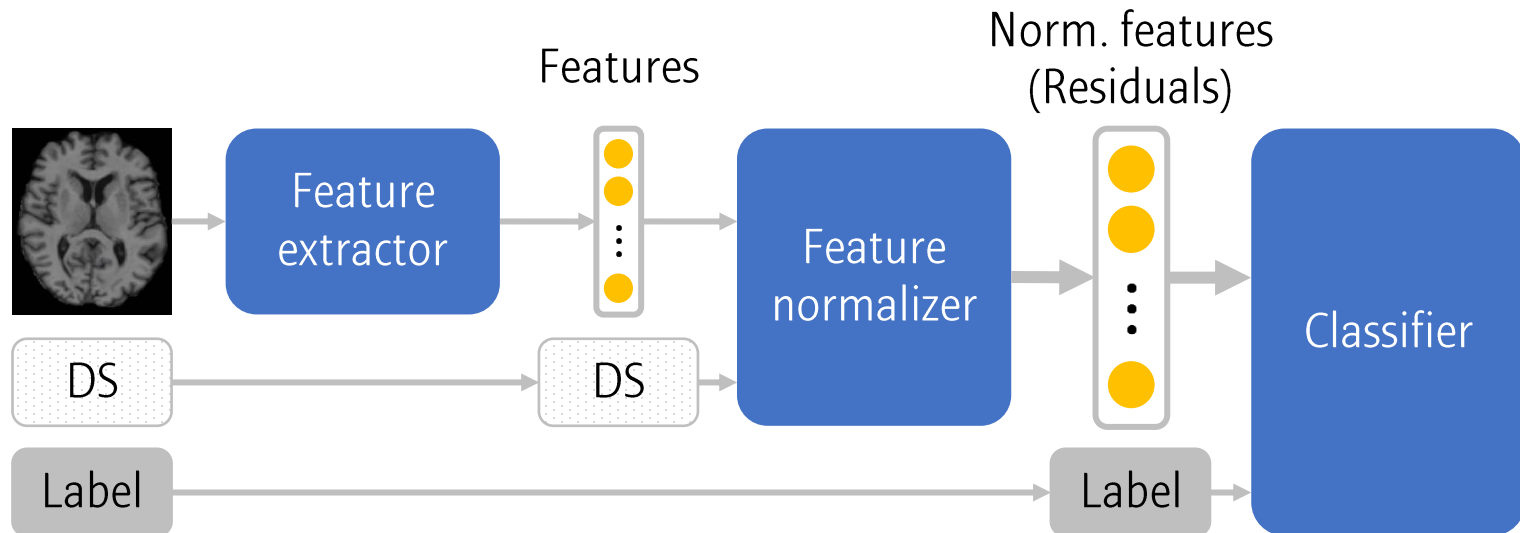 Features
Norm. features
(Residuals)
Feature
extractor
Feature
normalizer
Classifier
DS
DS
Label
Label